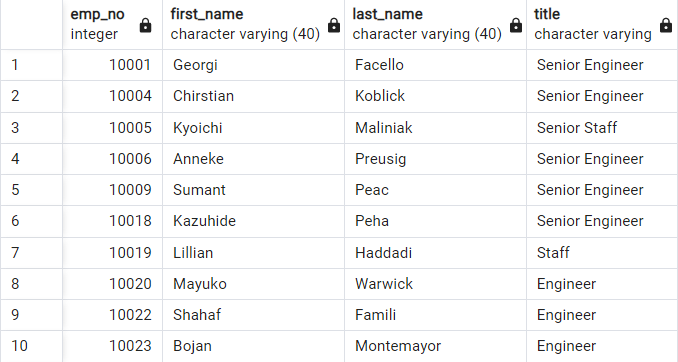 emp_no first_name last_name title
integer character varying (40) character varying (40) character varying
1 10001 Georgi Facello Senior Engineer
2 10004 Chirstian Koblick Senior Engineer
3 10005 Kyoichi Maliniak Senior Staff
4 10006 Anneke Preusig Senior Engineer
5 10009 Sumant Peac Senior Engineer
6 10018 Kazuhide Peha Senior Engineer
7 10019 Lillian Haddadi Staff
8 10020 Mayuko Warwick Engineer
9 10022 Shahaf Famili Engineer
10 10023 Bojan Montemayor Engineer